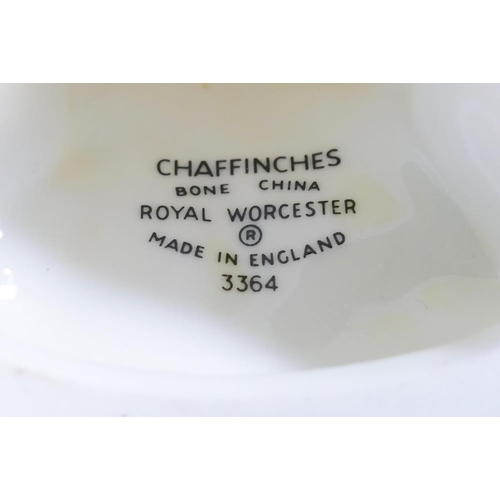 CHAFFINCHES
BONE CHINA
ROYAL WORCESTER
®
MADE IN ENGLAND
3364